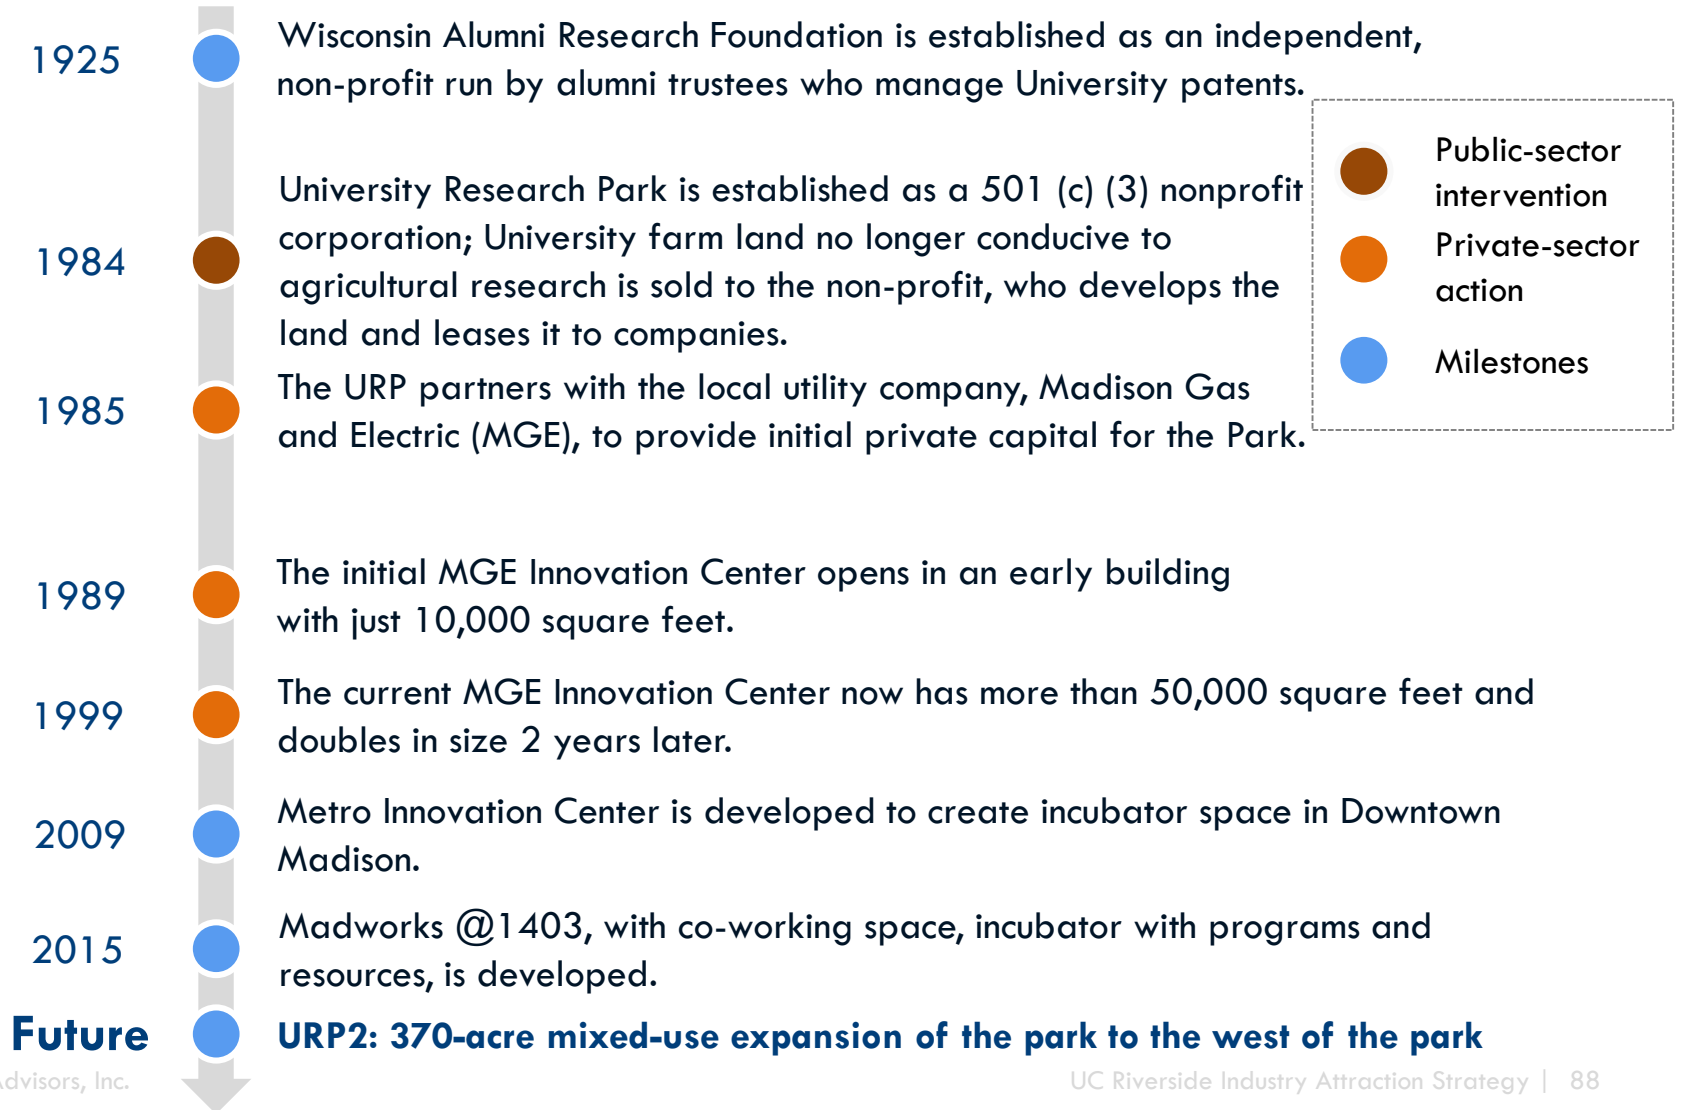 1925
Wisconsin Alumni Research Foundation is established as an independent,
non-profit run by alumni trustees who manage University patents.
1984
University Research Park is established as a 501 (c) (3) nonprofit
corporation; University farm land no longer conducive to
agricultural research is sold to the non-profit, who develops the
land and leases it to companies.
1985
The URP partners with the local utility company, Madison Gas
and Electric (MGE), to provide initial private capital for the Park.
1989
The initial MGE Innovation Center opens in an early building
with just 10,000 square feet.
1999
The current MGE Innovation Center now has more than 50,000 square feet and
doubles in size 2 years later.
2009
Metro Innovation Center is developed to create incubator space in Downtown
Madison.
2015
Madworks @1403, with co-working space, incubator with programs and
resources, is developed.
Future
URP2: 370-acre mixed-use expansion of the park to the west of the park
Public-sector
intervention
Private-sector
action
Milestones
Advisors, Inc.
UC Riverside Industry Attraction Strategy | 88